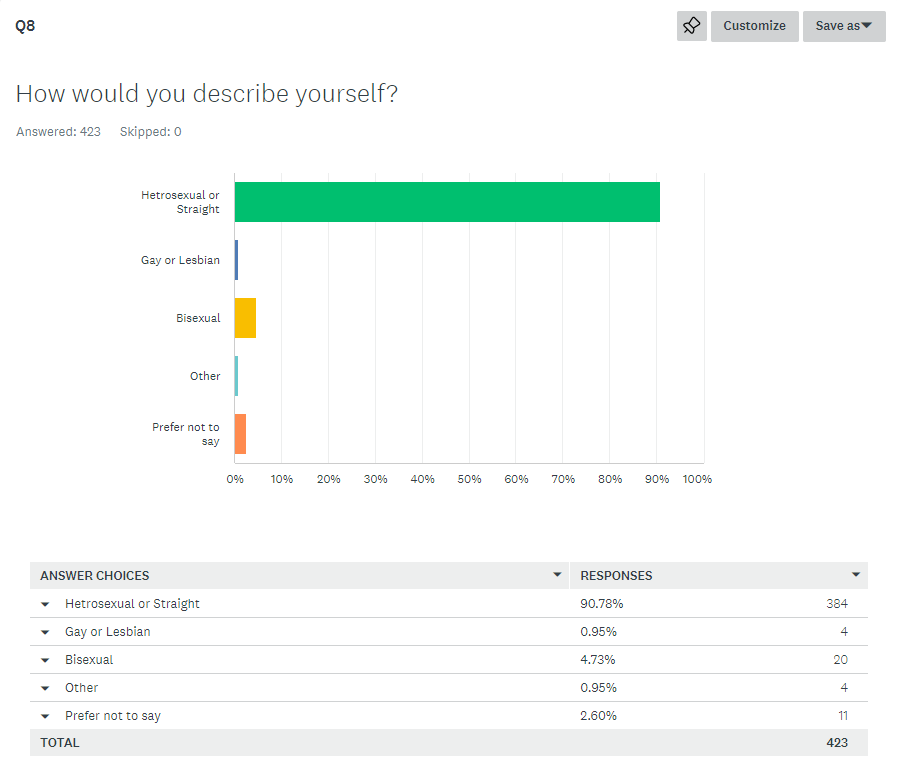 Q8
Customize
Save as
How would you describe yourself?
Answered: 423 Skipped: 0
Hetrosexual or
Straight
Gay or Lesbian
Bisexual
Other
Prefer not to
say
0% 10% 20% 30% 40% 50% 60% 70% 80% 90% 100%
ANSWER CHOICES RESPONSES
Hetrosexual or Straight 90.78% 384
Gay or Lesbian 0.95% 4
Bisexual 4.73% 20
Other 0.95% 4
Prefer not to say 2.60% 11
TOTAL 423